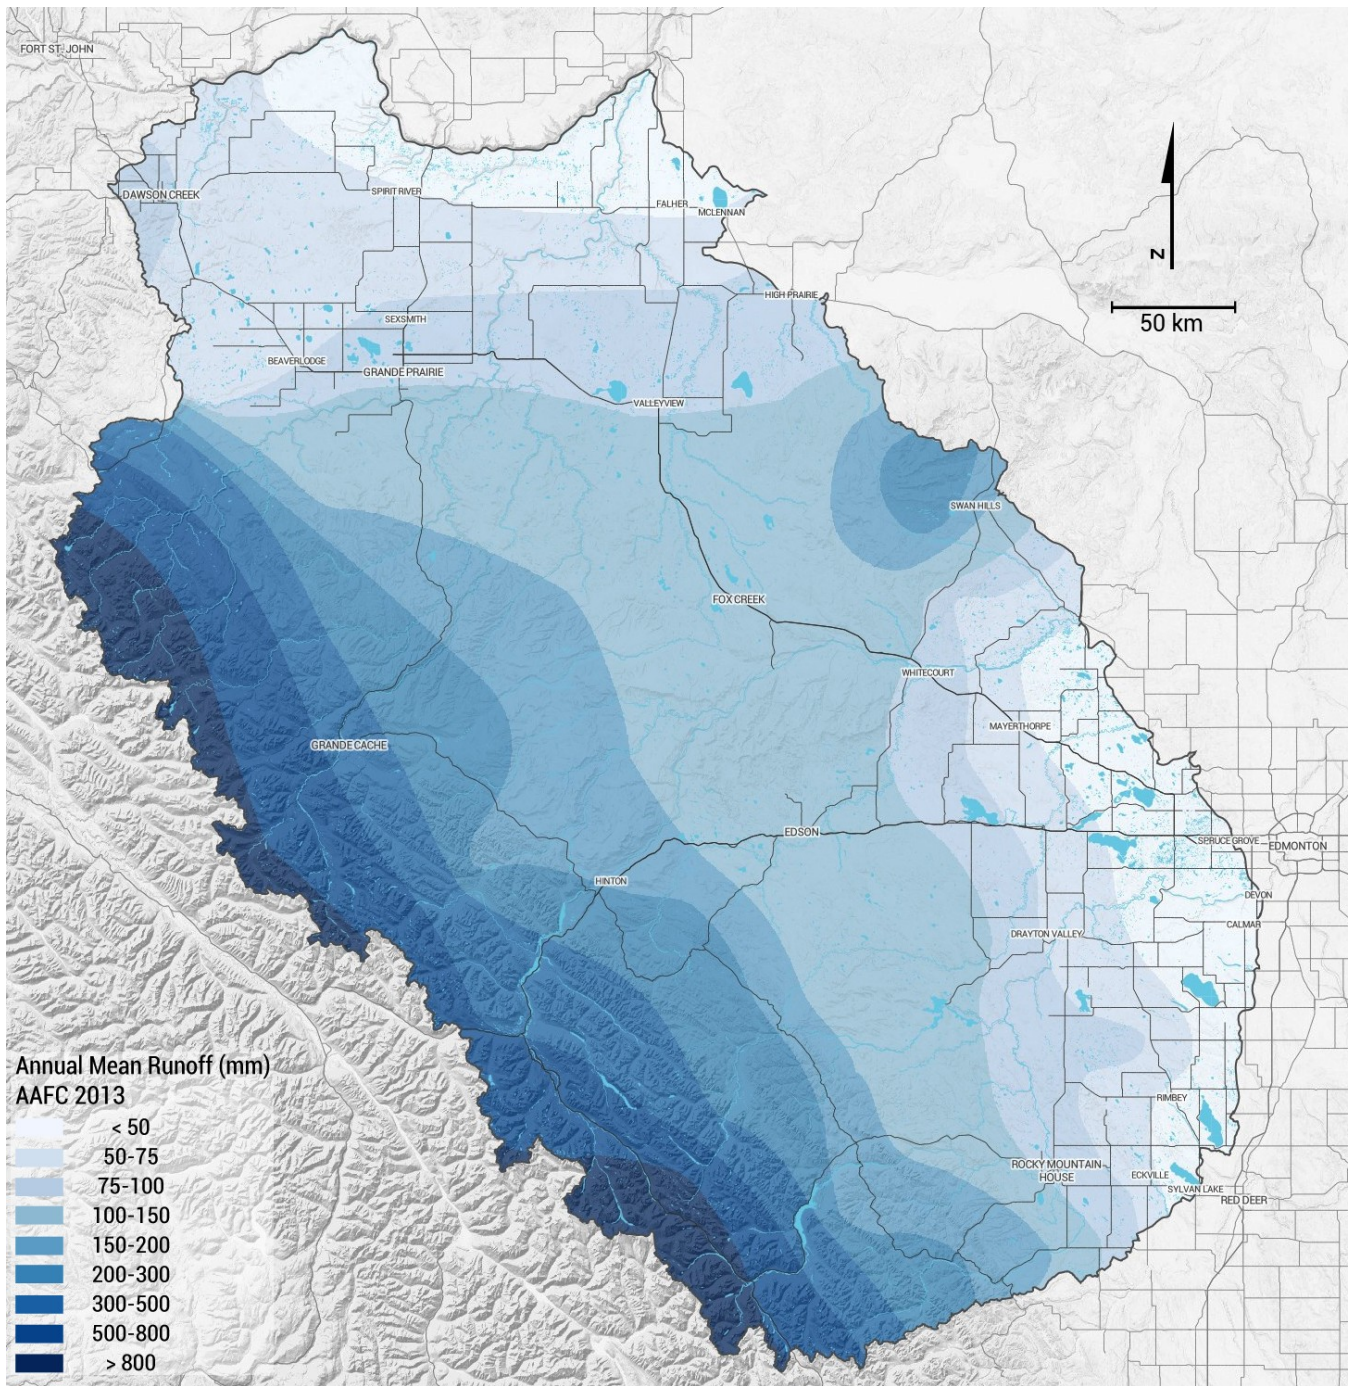 FORT ST. JOHN
DAWSON CREEK
SPIRIT RIVER
FALHER
MCLENNAN
N
HIGH PRAIRIE
50 km
SEXSMITH
BEAVERLODGE
GRANDE PRAIRIE
VALLEYVIEW
SWAN HILLS
FOX CREEK
WHITECOURT
MAYERTHORPE
GRANDE CACHE
EDSON
SPRUCE GROVE
EDMONTON
HINTON
DEVON
CALMAR
DRAYTON VALLEY
RIMBEY
ROCKY MOUNTAIN
HOUSE
ECKVILLE
SYLVAN LAKE
RED DEER
Annual Mean Runoff (mm)
AAFC 2013
< 50
50-75
75-100
100-150
150-200
200-300
300-500
500-800
> 800